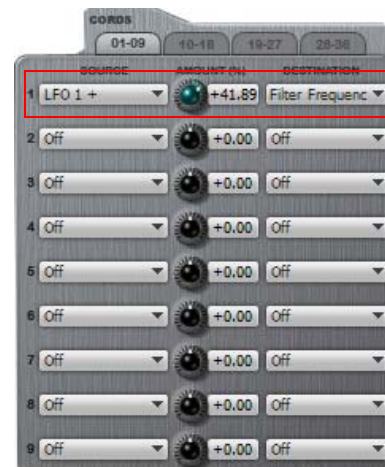 CORDS
01-09 10-18 19-27 28-36
SOURCE AMOUNT (%) DESTINATION
1 LFO 1 + +41.89 Filter Frequenc
2 Off +0.00 Off
3 Off +0.00 Off
4 Off +0.00 Off
5 Off +0.00 Off
6 Off +0.00 Off
7 Off +0.00 Off
8 Off +0.00 Off
9 Off +0.00 Off